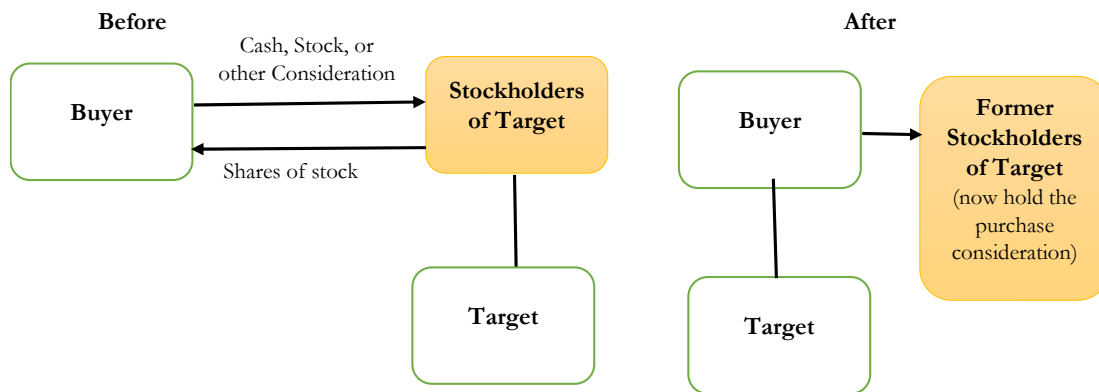 Before
Cash, Stock, or
other Consideration
Buyer
Stockholders
of Target
Shares of stock
Target
After
Buyer
Former
Stockholders
of Target
(now hold the
purchase
consideration)
Target